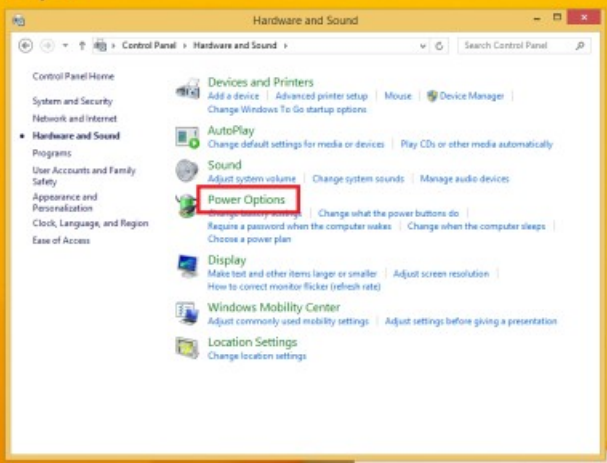 Hardware and Sound
Control Panel › Hardware and Sound ›
Search Control Panel
Control Panel Home
System and Security
Network and Internet
Hardware and Sound
Programs
User Accounts and Family
Safety
Appearance and
Personalization
Clock, Language, and Region
Ease of Access
Devices and Printers
Add a device | Advanced printer setup | Mouse | Device Manager |
Change Windows To Go startup options
AutoPlay
Change default settings for media or devices | Play CDs or other media automatically
Sound
Adjust system volume | Change system sounds | Manage audio devices
Power Options
Change battery settings | Change what the power buttons do |
Require a password when the computer wakes | Change when the computer sleeps |
Choose a power plan
Display
Make text and other items larger or smaller | Adjust screen resolution |
How to correct monitor flicker (refresh rate)
Windows Mobility Center
Adjust commonly used mobility settings | Adjust settings before giving a presentation
Location Settings
Change location settings